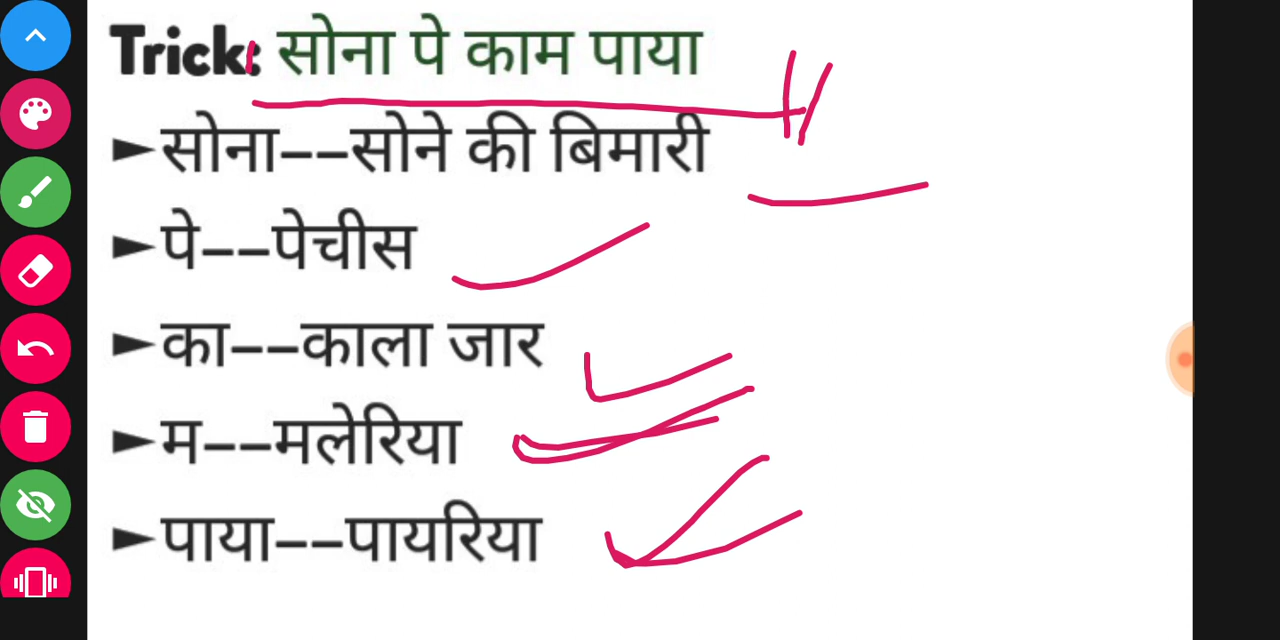 Trick: सोना पे काम पाया
►सोना––सोने की बिमारी
►पे––पेचीस
►का––काला जार
►म––मलेरिया
►पाया––पायरिया